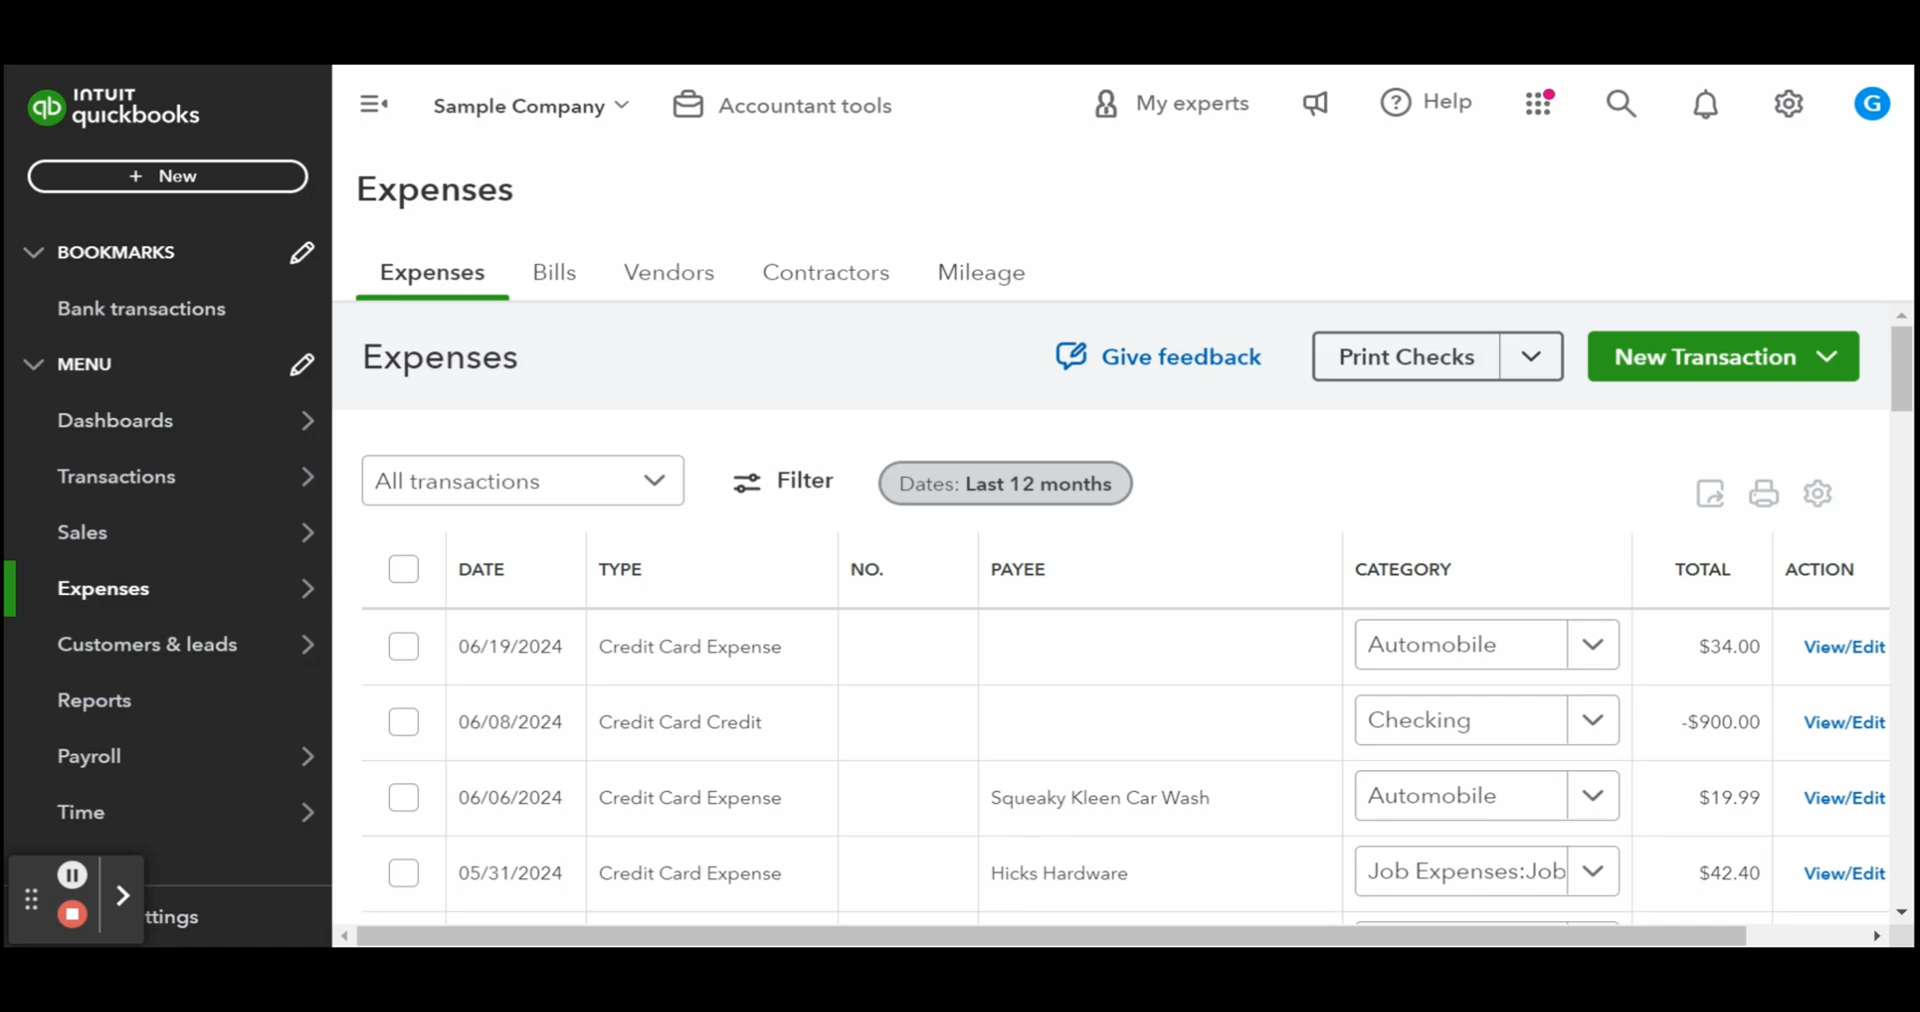 INTUIT
quickbooks
qb
+ New
BOOKMARKS
Bank transactions
MENU
Dashboards
Transactions
Sales
Expenses
Customers & leads
Reports
Payroll
Time
ttings
Sample Company
Accountant tools
My experts
? Help
G
Expenses
Expenses Bills Vendors Contractors Mileage
Expenses
Give feedback
Print Checks
New Transaction
All transactions
Filter
Dates: Last 12 months
DATE TYPE NO. PAYEE CATEGORY TOTAL ACTION
06/19/2024 Credit Card Expense Automobile $34.00 View/Edit
06/08/2024 Credit Card Credit Checking -$900.00 View/Edit
06/06/2024 Credit Card Expense Squeaky Kleen Car Wash Automobile $19.99 View/Edit
05/31/2024 Credit Card Expense Hicks Hardware Job Expenses:Job $42.40 View/Edit